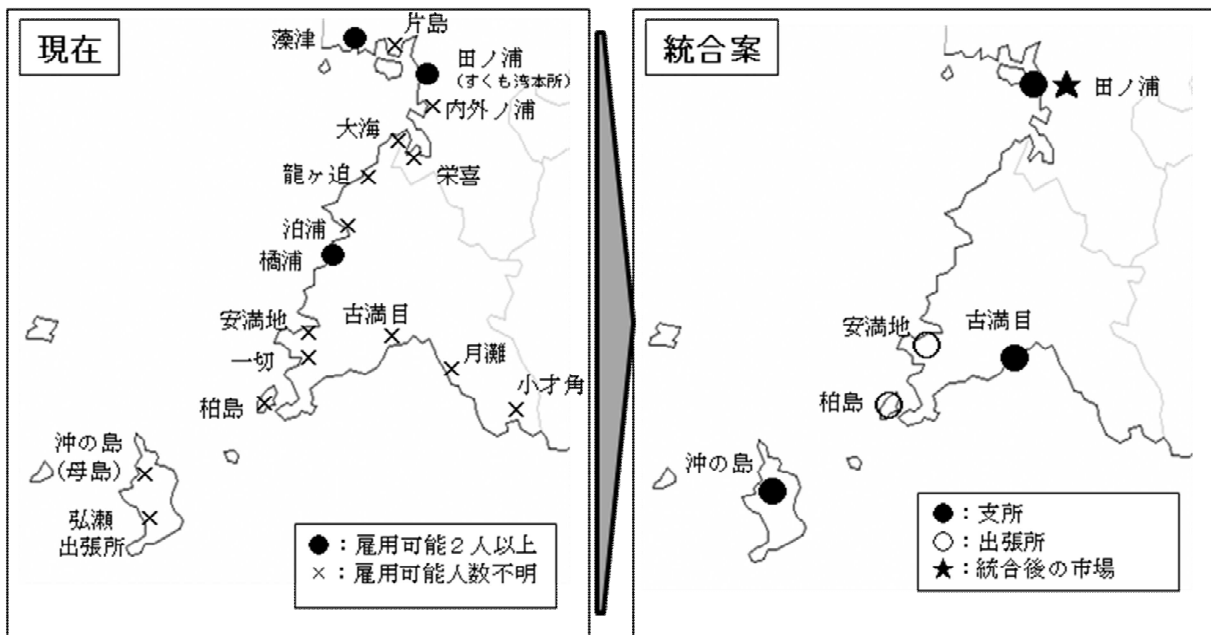 現在
藻津
片島
田ノ浦
(すくも湾本所)
内外ノ浦
大海
栄喜
龍ヶ迫
泊浦
橘浦
安満地
古満目
一切
月灘
小才角
柏島
沖の島
(母島)
弘瀬
出張所
●：雇用可能２人以上
×：雇用可能人数不明
統合案
田ノ浦
安満地
古満目
柏島
沖の島
●：支所
○：出張所
★：統合後の市場